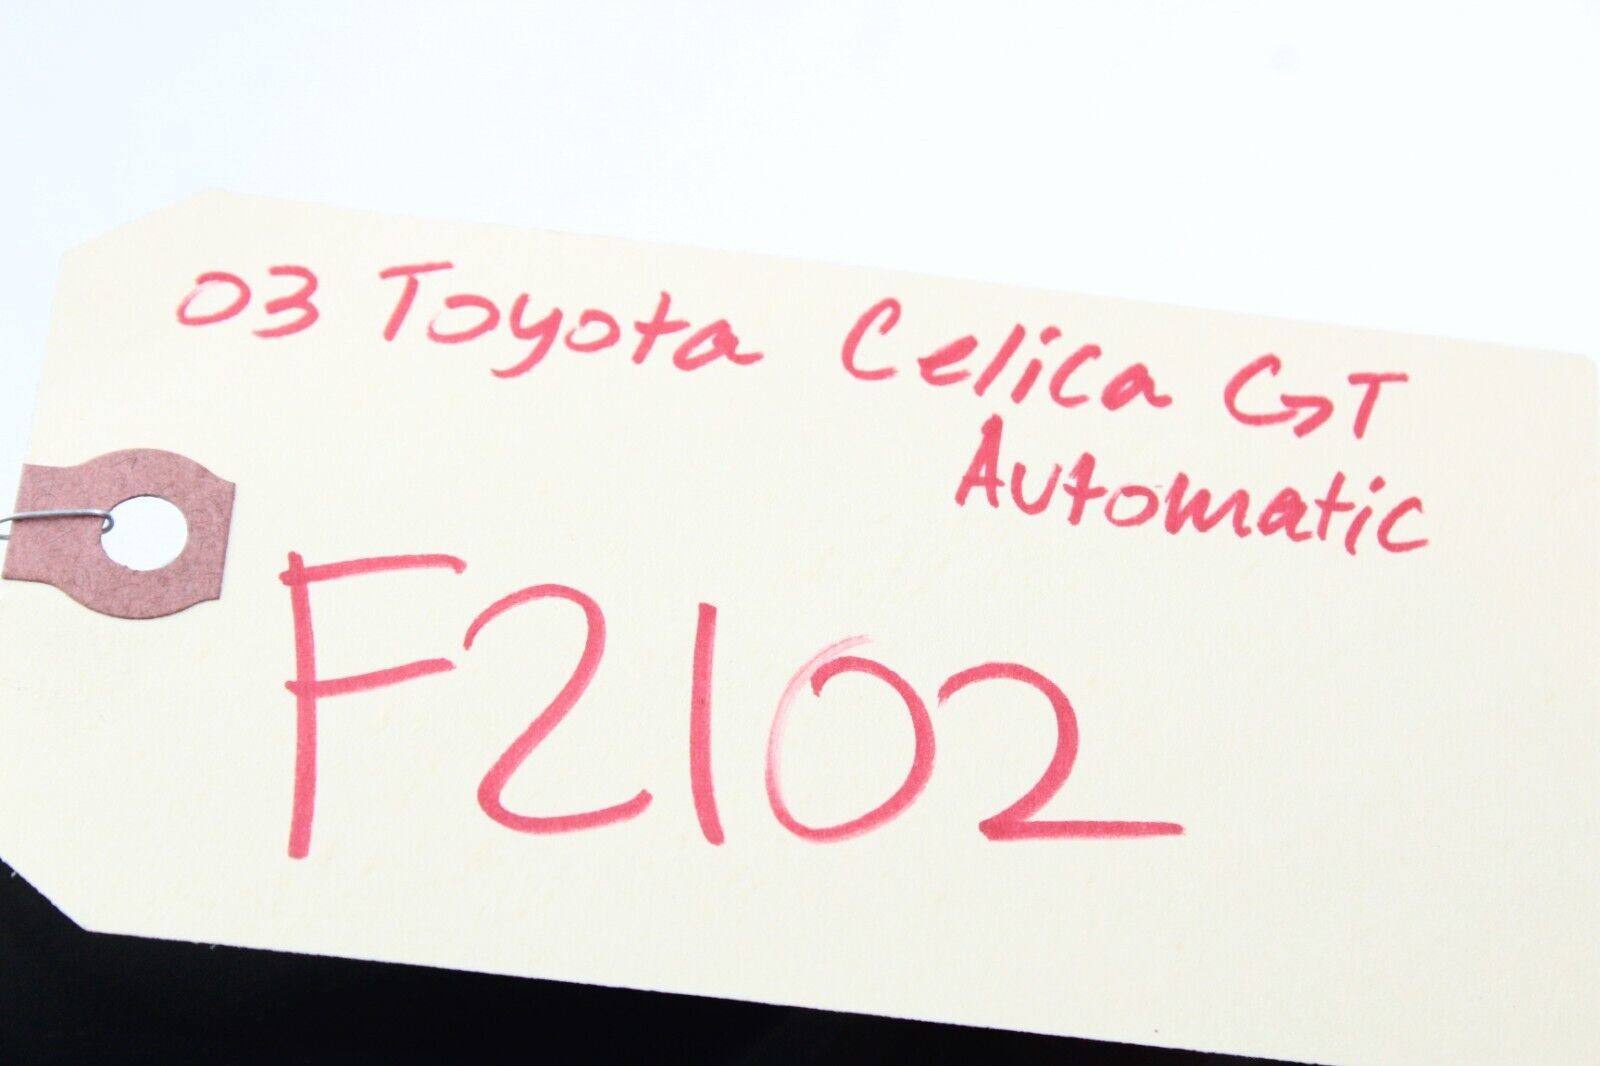 03 Toyota Celica GT
Automatic
F2102